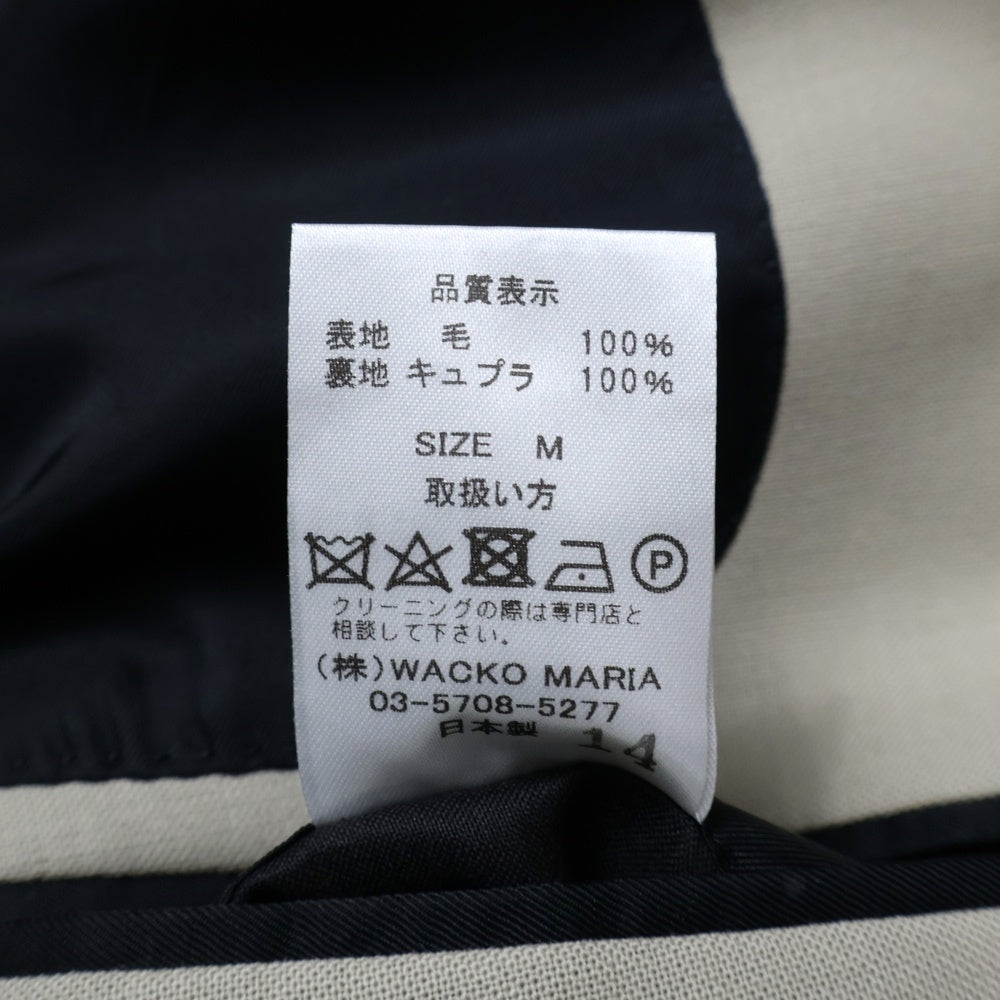 品質表示
表地 毛 100%
裏地 キュプラ 100%
SIZE M
取扱い方
P
クリーニングの際は専門店と
相談して下さい。
(株)WACKO MARIA
03-5708-5277
日本製 14